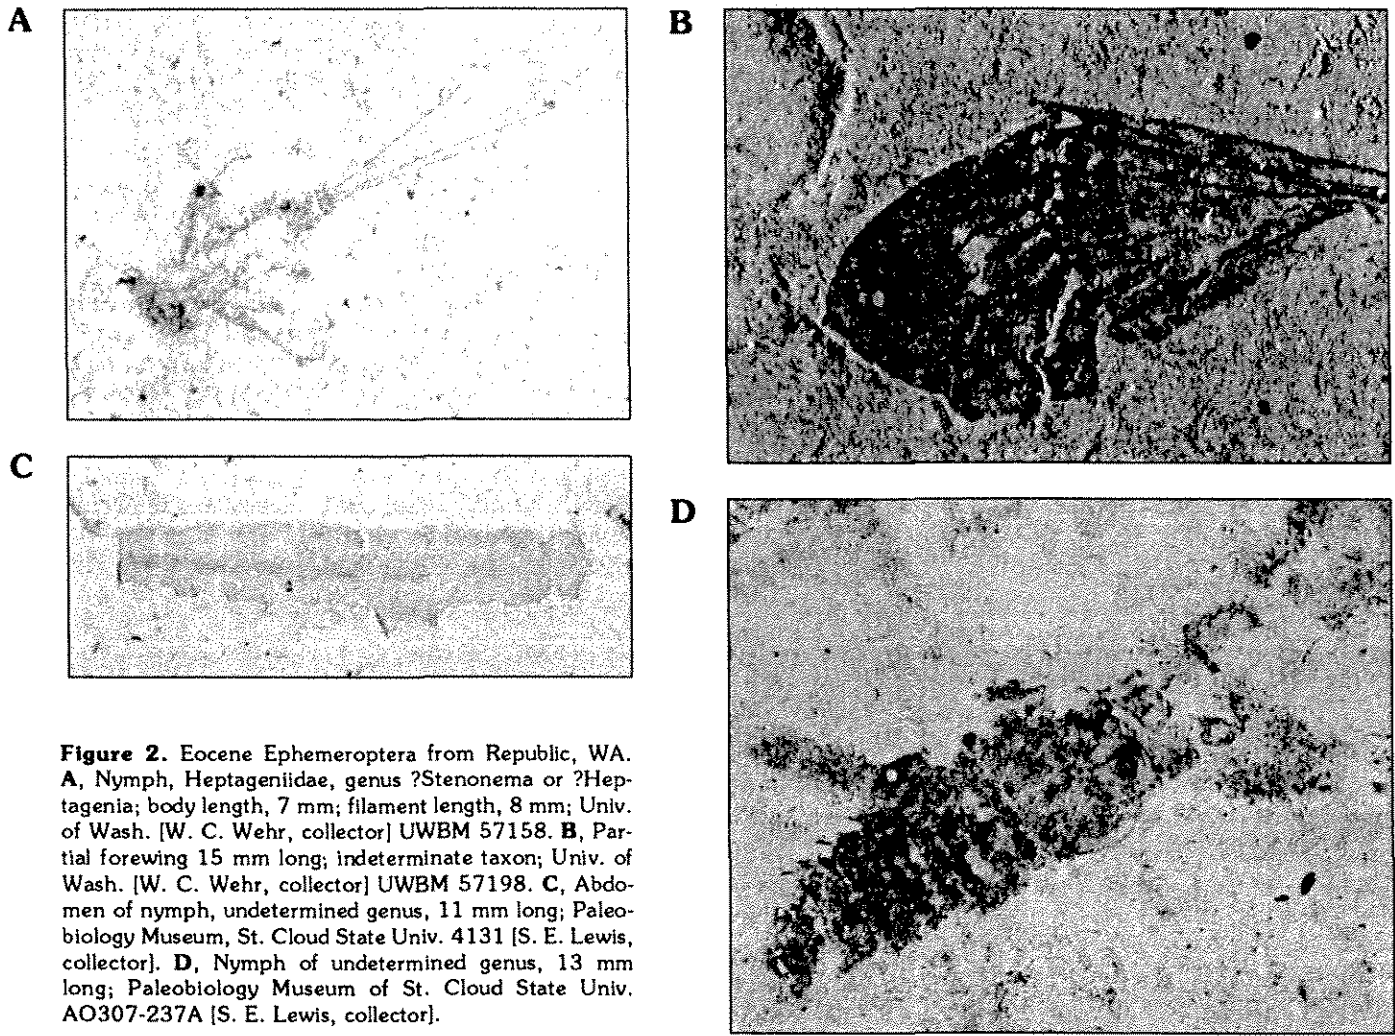 A
B
C
D
Figure 2. Eocene Ephemeroptera from Republic, WA.
A, Nymph, Heptageniidae, genus ?Stenonema or ?Hep-
tagenia; body length, 7 mm; filament length, 8 mm; Univ.
of Wash. [W. C. Wehr, collector] UWBM 57158. B, Par-
tial forewing 15 mm long; indeterminate taxon; Univ. of
Wash. [W. C. Wehr, collector] UWBM 57198. C, Abdo-
men of nymph, undetermined genus, 11 mm long; Paleo-
biology Museum, St. Cloud State Univ. 4131 [S. E. Lewis,
collector]. D, Nymph of undetermined genus, 13 mm
long; Paleobiology Museum of St. Cloud State Univ.
AO307-237A [S. E. Lewis, collector].